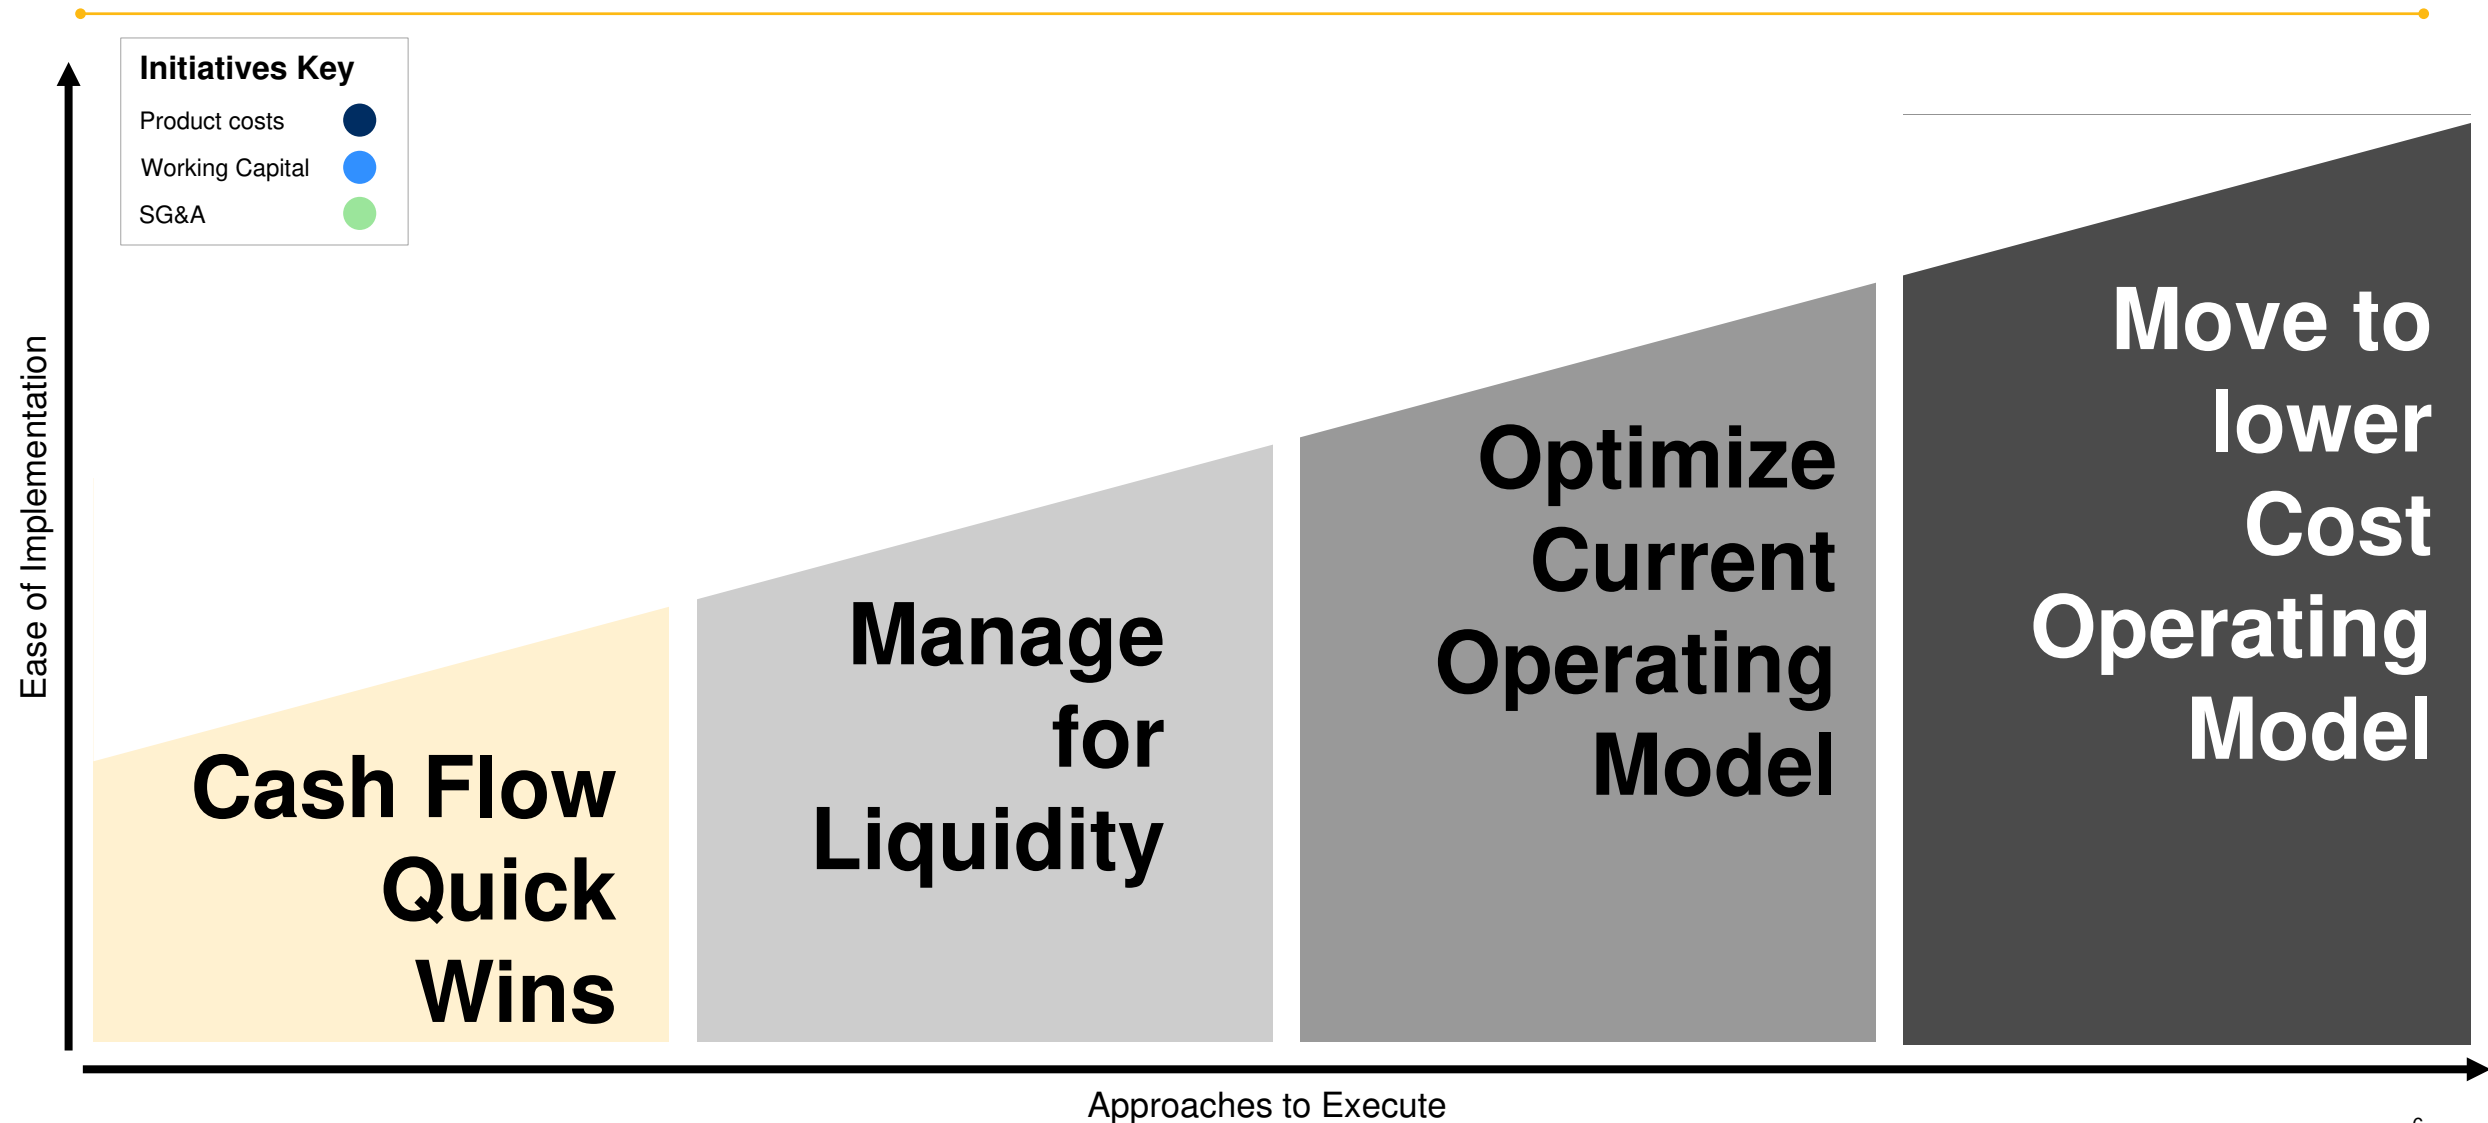 Initiatives Key
Product costs
Working Capital
SG&A
Ease of Implementation
Cash Flow
Quick
Wins
Manage
for
Liquidity
Optimize
Current
Operating
Model
Move to
lower
Cost
Operating
Model
Approaches to Execute